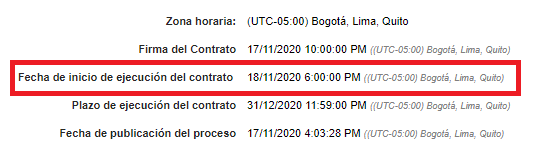 Zona horaria: (UTC-05:00) Bogotá, Lima, Quito
Firma del Contrato 17/11/2020 10:00:00 PM ((UTC-05:00) Bogotá, Lima, Quito)
Fecha de inicio de ejecución del contrato 18/11/2020 6:00:00 PM ((UTC-05:00) Bogotá, Lima, Quito)
Plazo de ejecución del contrato 31/12/2020 11:59:00 PM ((UTC-05:00) Bogotá, Lima, Quito)
Fecha de publicación del proceso 17/11/2020 4:03:28 PM ((UTC-05:00) Bogotá, Lima, Quito)